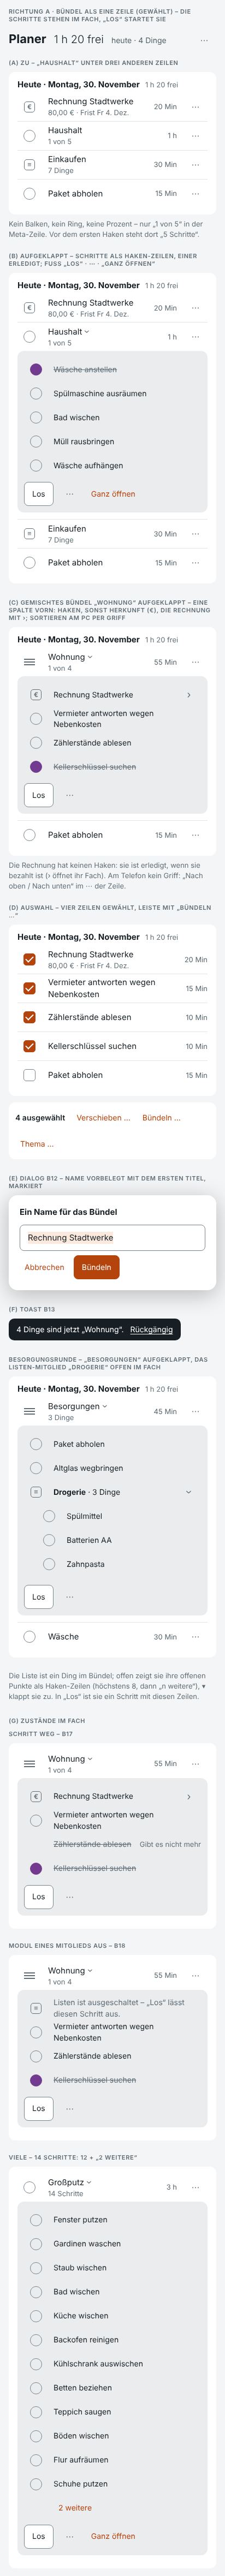 RICHTUNG A · BÜNDEL ALS EINE ZEILE (GEWÄHLT) – DIE
SCHRITTE STEHEN IM FACH, „LOS“ STARTET SIE
Planer 1 h 20 frei heute · 4 Dinge ⋯
(A) ZU – „HAUSHALT“ UNTER DREI ANDEREN ZEILEN
Heute · Montag, 30. November 1 h 20 frei
€ Rechnung Stadtwerke 20 Min ⋯
80,00 € · Frist Fr 4. Dez.
Haushalt 1 h ⋯
1 von 5
Einkaufen 30 Min ⋯
7 Dinge
Paket abholen 15 Min ⋯
Kein Balken, kein Ring, keine Prozent – nur „1 von 5“ in der
Meta-Zeile. Vor dem ersten Haken steht dort „5 Schritte“.
(B) AUFGEKLAPPT – SCHRITTE ALS HAKEN-ZEILEN, EINER
ERLEDIGT; FUSS „LOS“ · ⋯ · „GANZ ÖFFNEN“
Heute · Montag, 30. November 1 h 20 frei
€ Rechnung Stadtwerke 20 Min ⋯
80,00 € · Frist Fr 4. Dez.
Haushalt 1 h ⋯
1 von 5
Wäsche anstellen
Spülmaschine ausräumen
Bad wischen
Müll rausbringen
Wäsche aufhängen
Los ⋯ Ganz öffnen
Einkaufen 30 Min ⋯
7 Dinge
Paket abholen 15 Min ⋯
(C) GEMISCHTES BÜNDEL „WOHNUNG“ AUFGEKLAPPT – EINE
SPALTE VORN: HAKEN, SONST HERKUNFT (€), DIE RECHNUNG
MIT ›; SORTIEREN AM PC PER GRIFF
Heute · Montag, 30. November 1 h 20 frei
Wohnung 55 Min ⋯
1 von 4
€ Rechnung Stadtwerke ›
Vermieter antworten wegen
Nebenkosten
Zählerstände ablesen
Kellerschlüssel suchen
Los ⋯
Paket abholen 15 Min ⋯
Die Rechnung hat keinen Haken: sie ist erledigt, wenn sie
bezahlt ist (› öffnet ihr Fach). Am Telefon kein Griff: „Nach
oben / Nach unten“ im ⋯ der Zeile.
(D) AUSWAHL – VIER ZEILEN GEWÄHLT, LEISTE MIT „BÜNDELN
…“
Heute · Montag, 30. November 1 h 20 frei
Rechnung Stadtwerke 20 Min
80,00 € · Frist Fr 4. Dez.
Vermieter antworten wegen 15 Min
Nebenkosten
Zählerstände ablesen 10 Min
Kellerschlüssel suchen 10 Min
Paket abholen 15 Min
4 ausgewählt Verschieben … Bündeln …
Thema …
(E) DIALOG B12 – NAME VORBELEGT MIT DEM ERSTEN TITEL,
MARKIERT
Ein Name für das Bündel
Rechnung Stadtwerke
Abbrechen Bündeln
(F) TOAST B13
4 Dinge sind jetzt „Wohnung“. Rückgängig
BESORGUNGSRUNDE – „BESORGUNGEN“ AUFGEKLAPPT, DAS
LISTEN-MITGLIED „DROGERIE“ OFFEN IM FACH
Heute · Montag, 30. November 1 h 20 frei
Besorgungen 45 Min ⋯
3 Dinge
Paket abholen
Altglas wegbringen
Drogerie · 3 Dinge
Spülmittel
Batterien AA
Zahnpasta
Los ⋯
Wäsche 30 Min ⋯
Die Liste ist ein Ding im Bündel; offen zeigt sie ihre offenen
Punkte als Haken-Zeilen (höchstens 8, dann „n weitere“), ▾
klappt sie zu. In „Los“ ist sie ein Schritt mit diesen Zeilen.
(G) ZUSTÄNDE IM FACH
SCHRITT WEG – B17
Wohnung 55 Min ⋯
1 von 4
€ Rechnung Stadtwerke ›
Vermieter antworten wegen
Nebenkosten
Zählerstände ablesen Gibt es nicht mehr
Kellerschlüssel suchen
Los ⋯
MODUL EINES MITGLIEDS AUS – B18
Wohnung 55 Min ⋯
1 von 4
Listen ist ausgeschaltet – „Los“ lässt
diesen Schritt aus.
Vermieter antworten wegen
Nebenkosten
Zählerstände ablesen
Kellerschlüssel suchen
Los ⋯
VIELE – 14 SCHRITTE: 12 + „2 WEITERE“
Großputz 3 h ⋯
14 Schritte
Fenster putzen
Gardinen waschen
Staub wischen
Bad wischen
Küche wischen
Backofen reinigen
Kühlschrank auswischen
Betten beziehen
Teppich saugen
Böden wischen
Flur aufräumen
Schuhe putzen
2 weitere
Los ⋯ Ganz öffnen